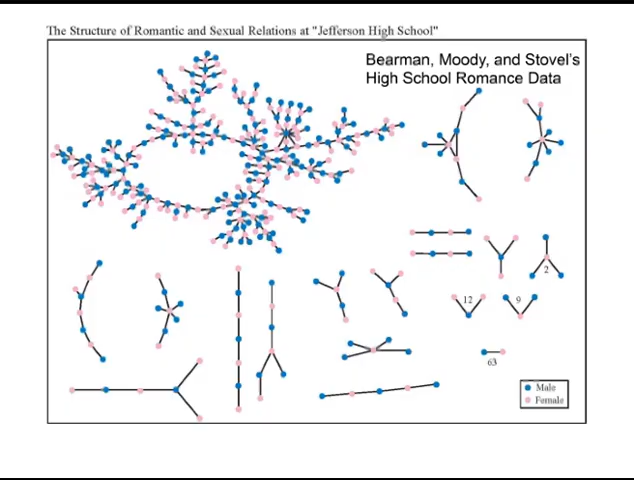 The Structure of Romantic and Sexual Relations at "Jefferson High School"
Bearman, Moody, and Stovel's
High School Romance Data
2
12
9
63
Male
Female